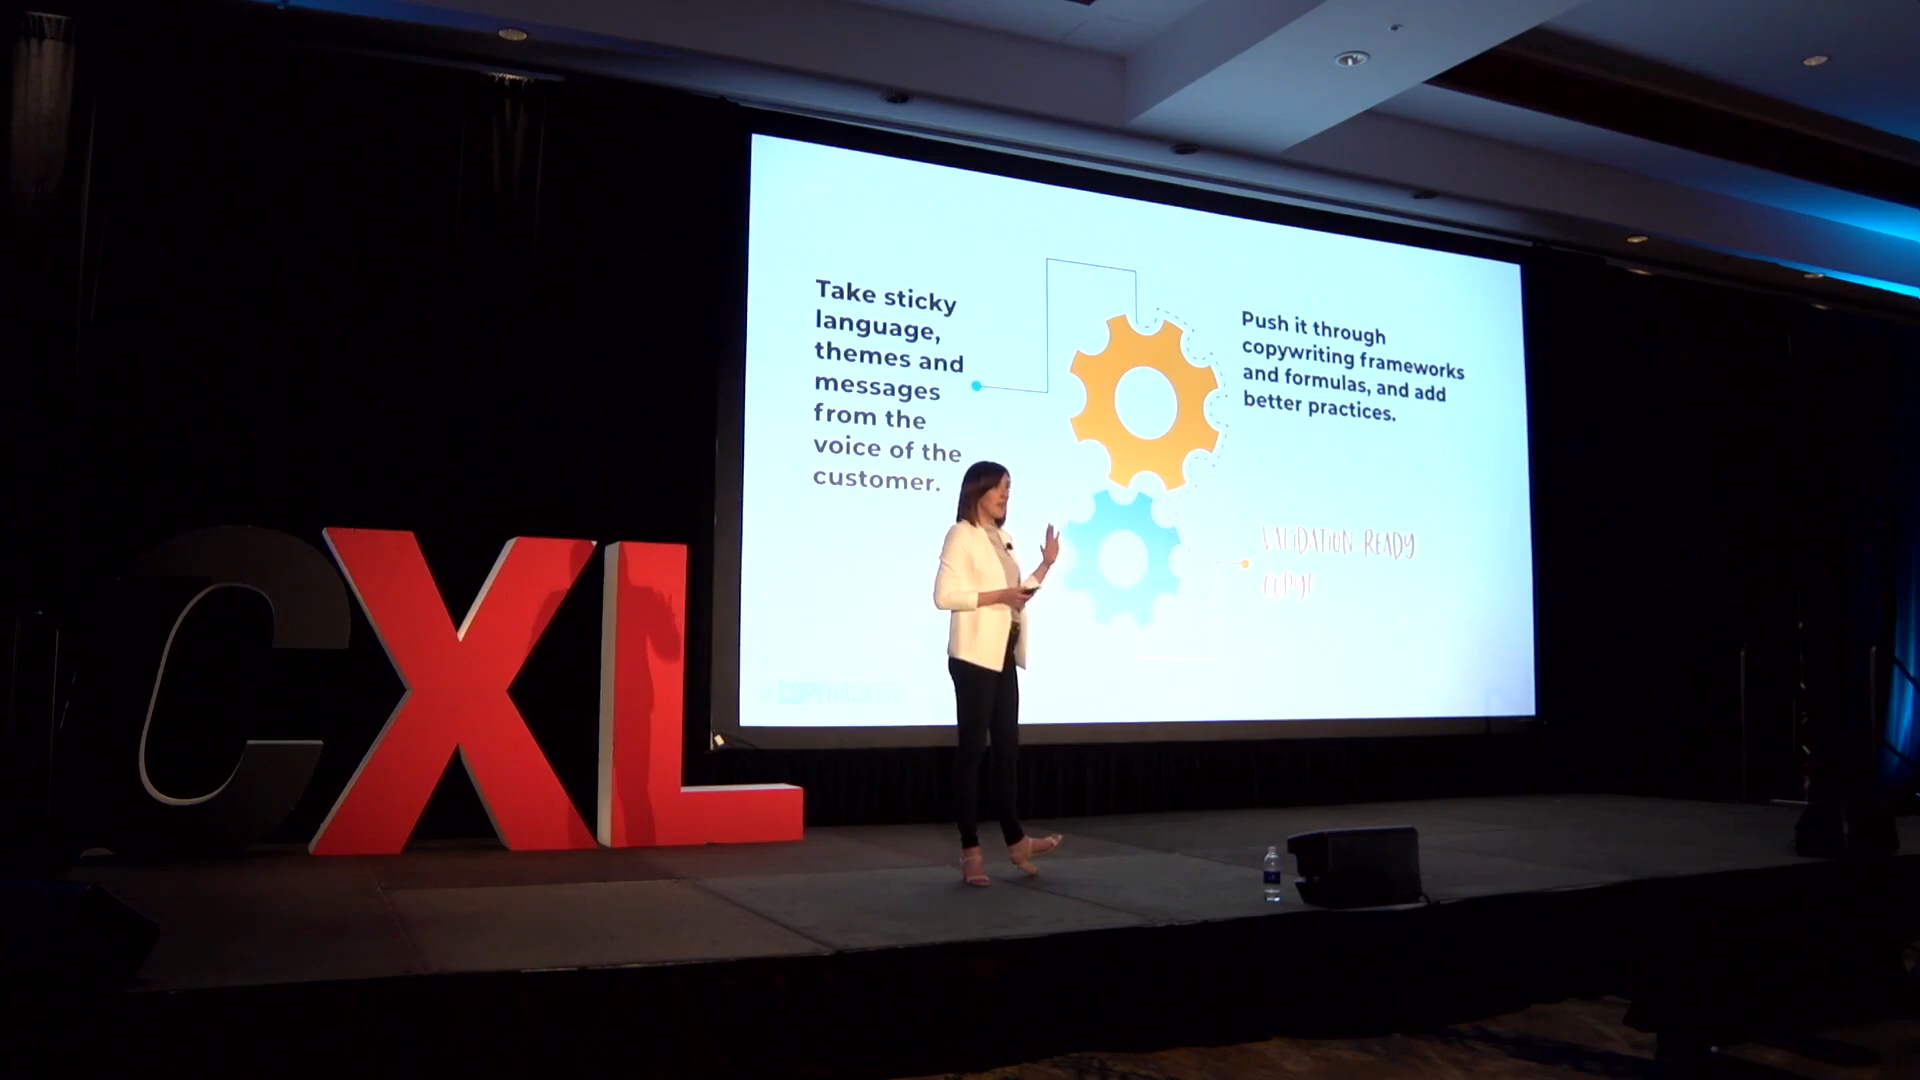 Take sticky
language,
themes and
messages
from the
voice of the
customer.
Push it through
copywriting frameworks
and formulas, and add
better practices.
VALIDATION READY
COPY!
COPYHACKERS
CXL